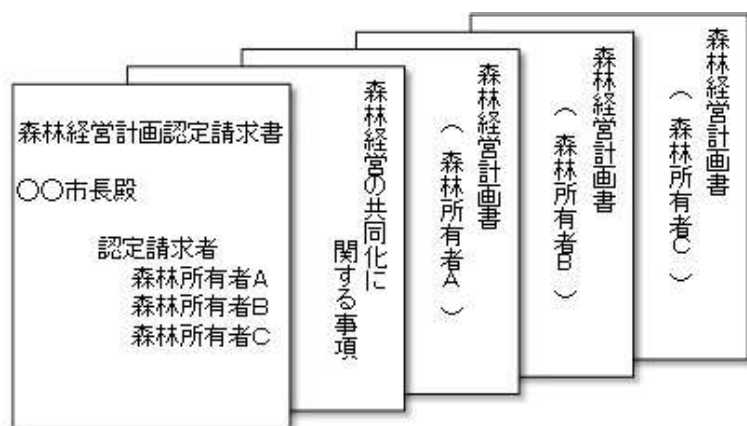 森林経営計画認定請求書
〇〇市長殿
認定請求者
森林所有者A
森林所有者B
森林所有者C
森林経営の共同化に
関する事項
森林経営計画書
(森林所有者A)
森林経営計画書
(森林所有者B)
森林経営計画書
(森林所有者C)